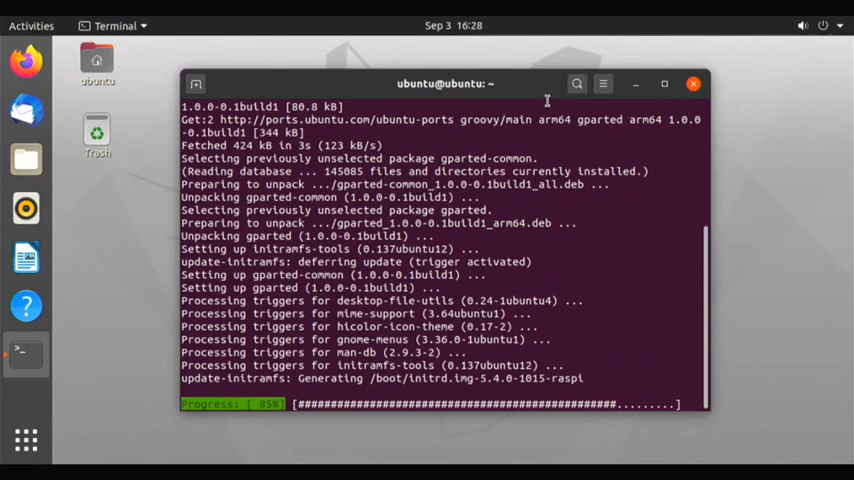 Activities
Terminal
Sep 3 16:28
ubuntu
Trash
ubuntu@ubuntu: ~
1.0.0-0.1build1 [80.8 kB]
Get:2 http://ports.ubuntu.com/ubuntu-ports groovy/main arm64 gparted arm64 1.0.0
-0.1build1 [344 kB]
Fetched 424 kB in 3s (123 kB/s)
Selecting previously unselected package gparted-common.
(Reading database ... 145085 files and directories currently installed.)
Preparing to unpack .../gparted-common_1.0.0-0.1build1_all.deb ...
Unpacking gparted-common (1.0.0-0.1build1) ...
Selecting previously unselected package gparted.
Preparing to unpack .../gparted_1.0.0-0.1build1_arm64.deb ...
Unpacking gparted (1.0.0-0.1build1) ...
Setting up initramfs-tools (0.137ubuntu12) ...
update-initramfs: deferring update (trigger activated)
Setting up gparted-common (1.0.0-0.1build1) ...
Setting up gparted (1.0.0-0.1build1) ...
Processing triggers for desktop-file-utils (0.24-1ubuntu4) ...
Processing triggers for mime-support (3.64ubuntu1) ...
Processing triggers for hicolor-icon-theme (0.17-2) ...
Processing triggers for gnome-menus (3.36.0-1ubuntu1) ...
Processing triggers for man-db (2.9.3-2) ...
Processing triggers for initramfs-tools (0.137ubuntu12) ...
update-initramfs: Generating /boot/initrd.img-5.4.0-1015-raspi
Progress: [ 85%] [#################################################.........]